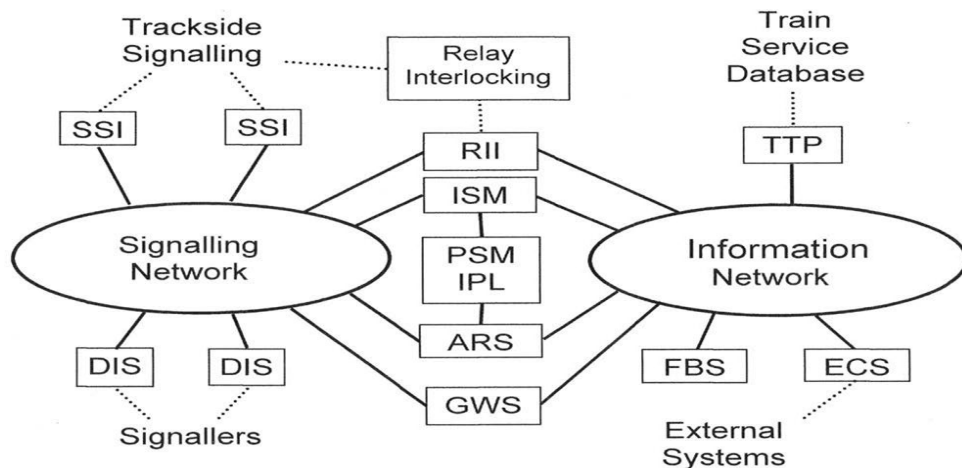 Trackside
Signalling
Relay
Interlocking
Train
Service
Database
SSI
SSI
RII
TTP
ISM
Signalling
Network
PSM
IPL
Information
Network
DIS
DIS
ARS
FBS
ECS
GWS
Signallers
External
Systems